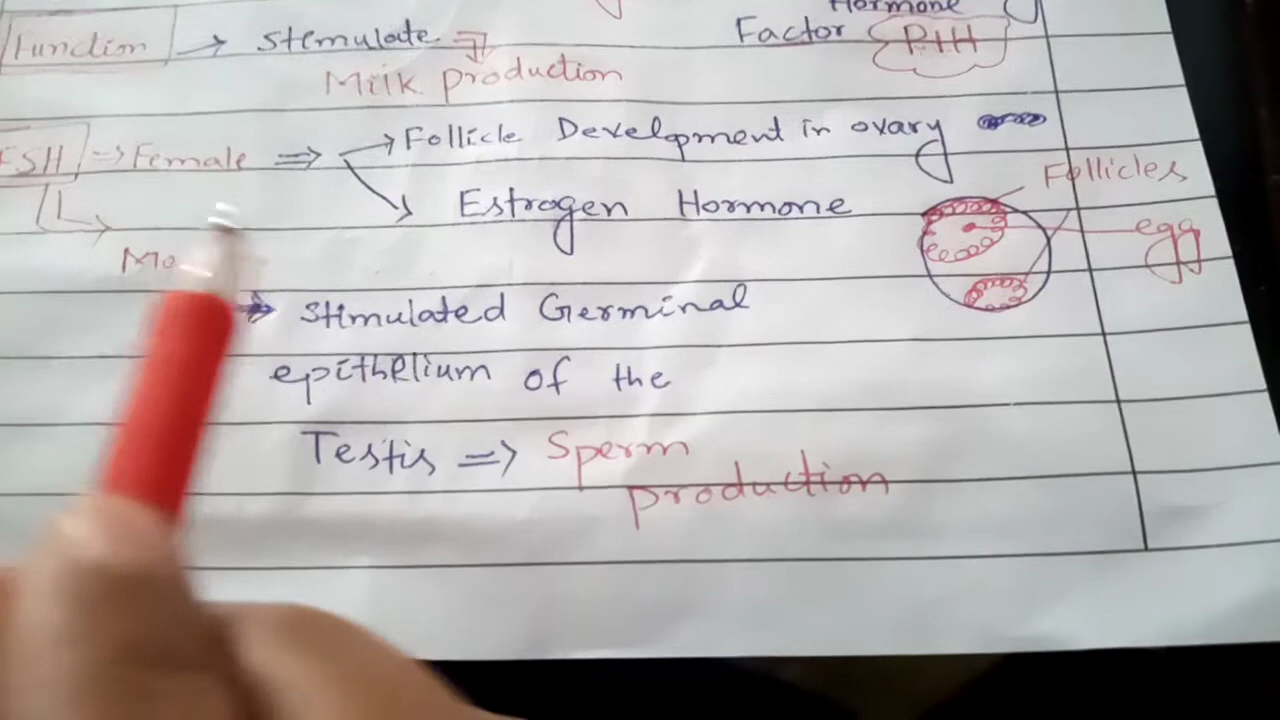 Hormone
Function → Stemulate
Factor PIH
Milk production
FSH ⇒ Female ⇒ → Follicle Development in ovary
→ Estrogen Hormone
Follicles
egg
→ Stimulated Germinal
epithelium of the
Testis => Sperm
production